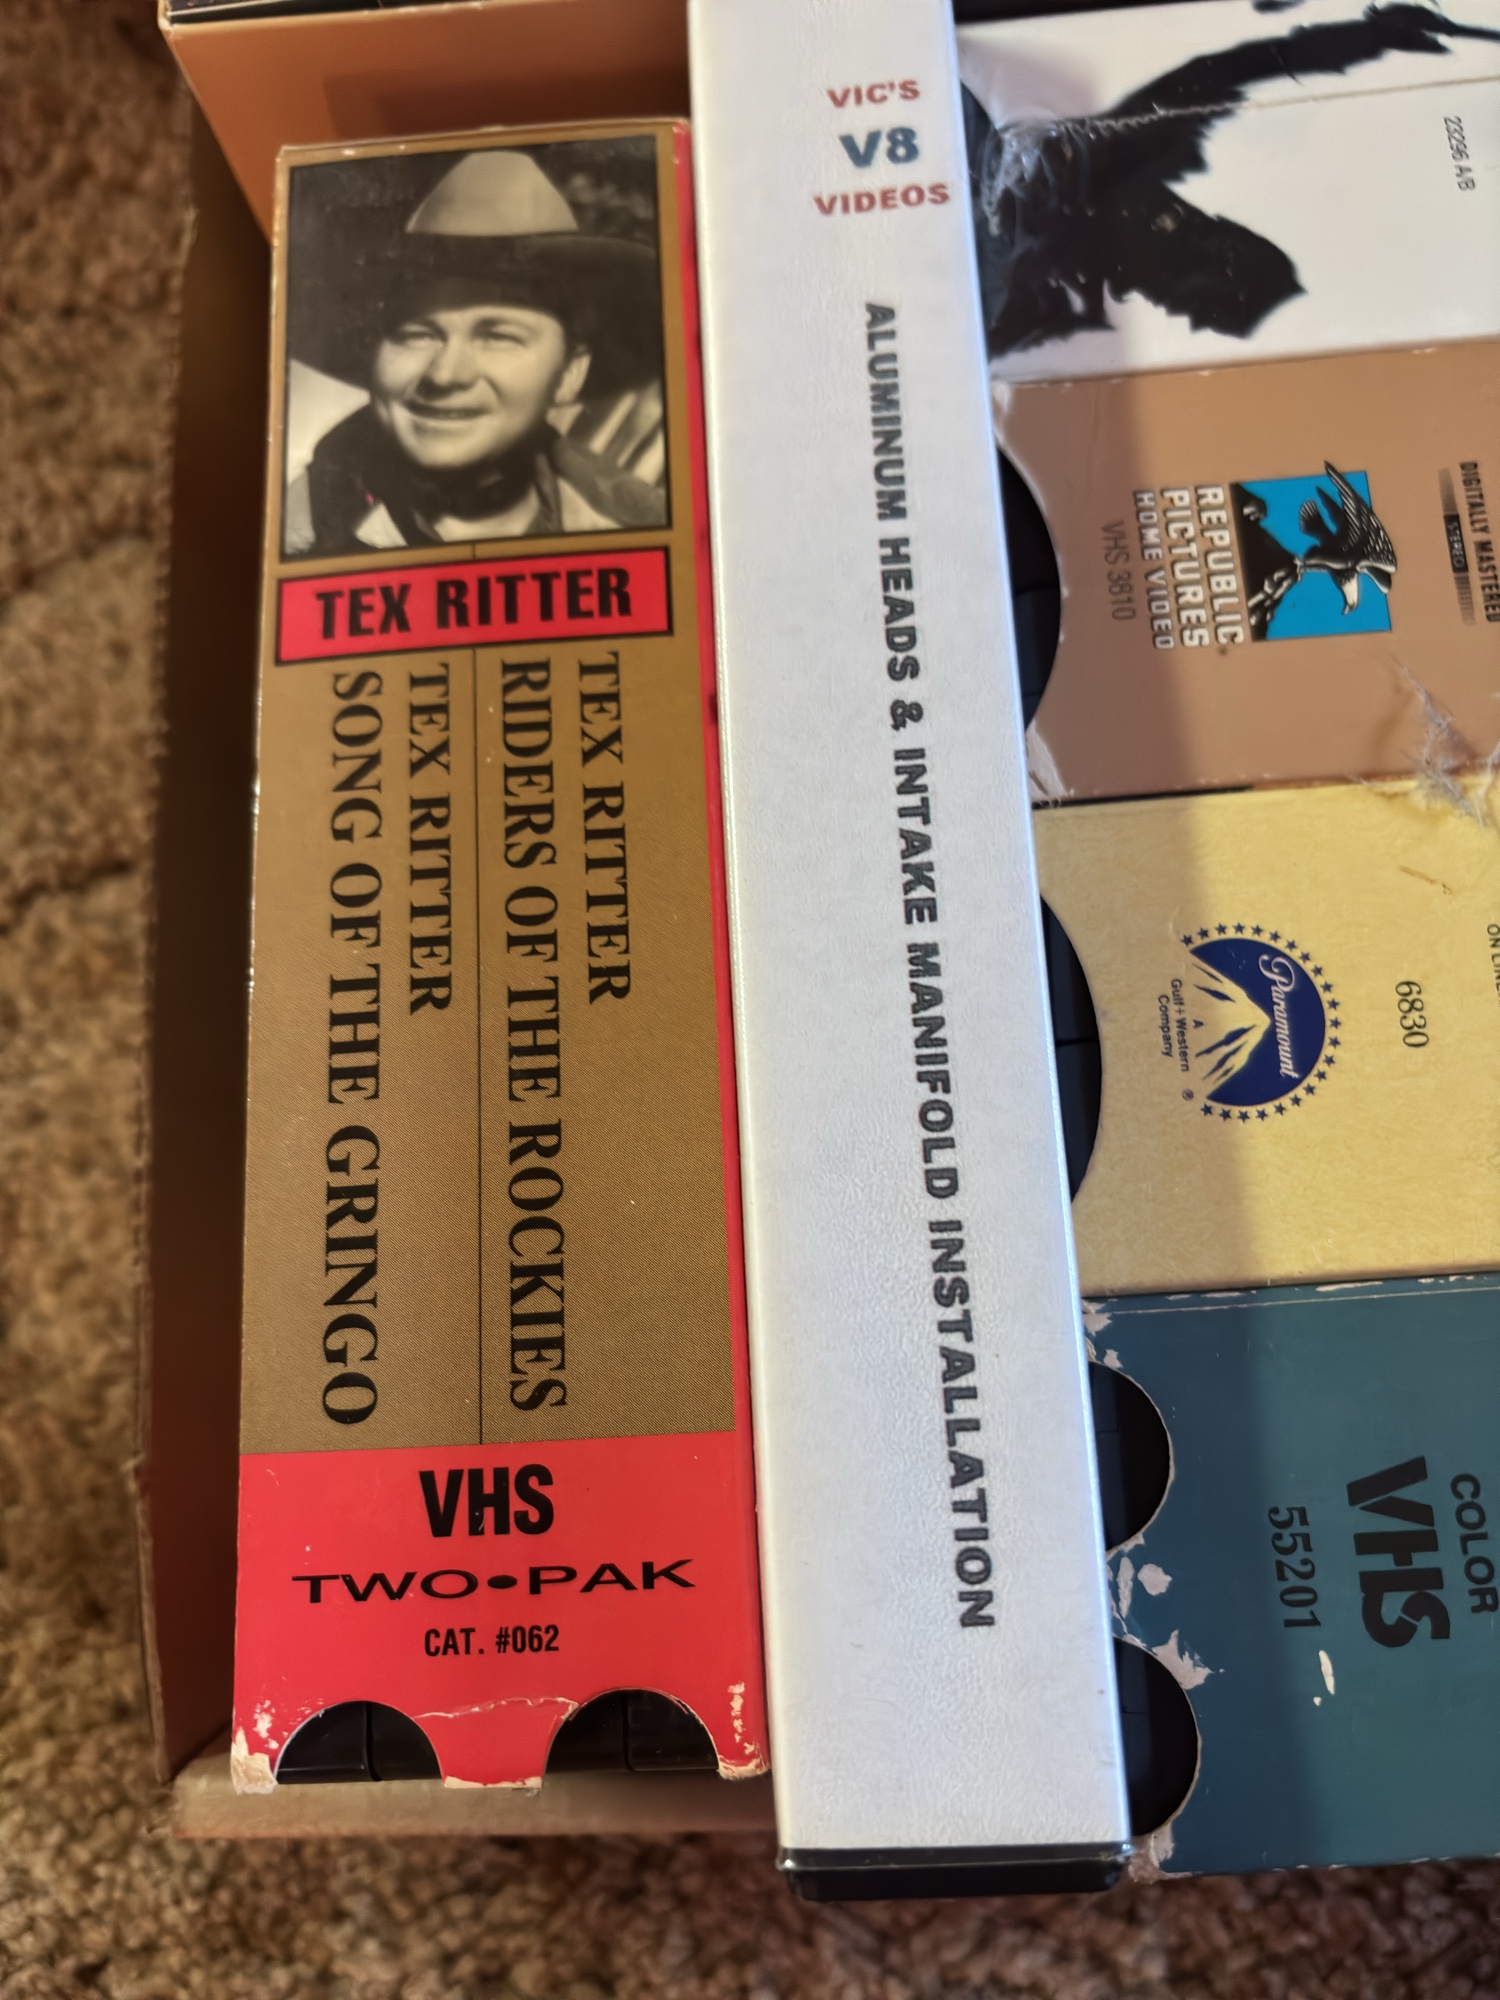 TEX RITTER
TEX RITTER
RIDERS OF THE ROCKIES
TEX RITTER
SONG OF THE GRINGO
VHS
TWO•PAK
CAT. #062
VIC'S
V8
VIDEOS
ALUMINUM HEADS & INTAKE MANIFOLD INSTALLATION
23296 A/B
DIGITALLY MASTERED
STEREO
REPUBLIC
PICTURES
HOME VIDEO
VHS 3810
6830
Paramount
A
Gulf+Western
Company
®
COLOR
VHS
55201